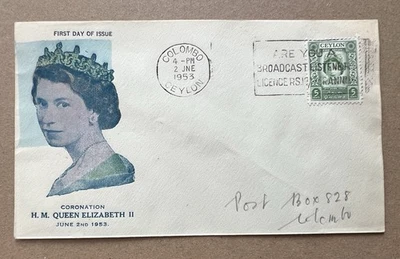 FIRST DAY OF ISSUE
COLOMBO
4-PM
2 JNE
1953
CEYLON
ARE YOU
BROADCAST LISTENER
LICENCE RS
CEYLON
5 5
CORONATION
H. M. QUEEN ELIZABETH II
JUNE 2ND 1953.
Post Box 828
Colombo